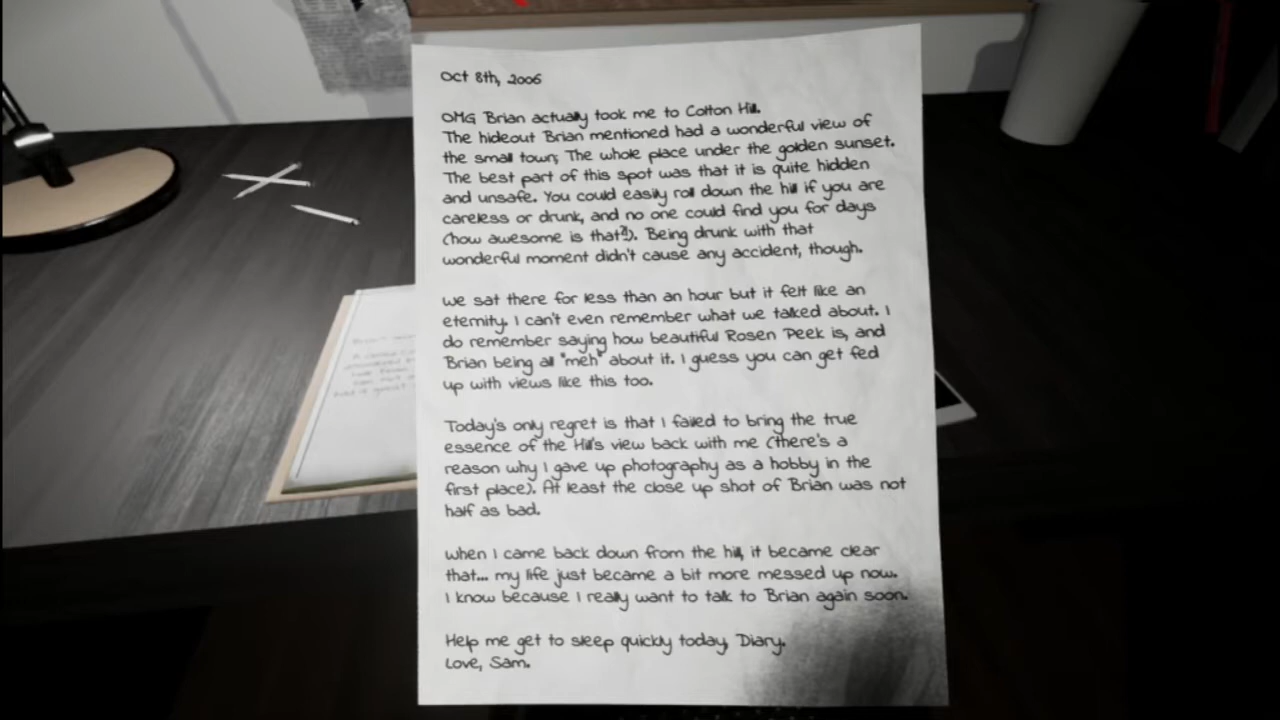 Oct 8th, 2006
OMG Brian actually took me to Cotton Hill.
The hideout Brian mentioned had a wonderful view of
the small town; The whole place under the golden sunset.
The best part of this spot was that it is quite hidden
and unsafe. You could easily roll down the hill if you are
careless or drunk, and no one could find you for days
(how awesome is that?!). Being drunk with that
wonderful moment didn't cause any accident, though.
We sat there for less than an hour but it felt like an
eternity. I can't even remember what we talked about. I
do remember saying how beautiful Rosen Peek is, and
Brian being all "meh" about it. I guess you can get fed
up with views like this too.
Today's only regret is that I failed to bring the true
essence of the Hill's view back with me (there's a
reason why I gave up photography as a hobby in the
first place). At least the close up shot of Brian was not
half as bad.
When I came back down from the hill, it became clear
that... my life just became a bit more messed up now.
I know because I really want to talk to Brian again soon.
Help me get to sleep quickly today, Diary.
Love, Sam.